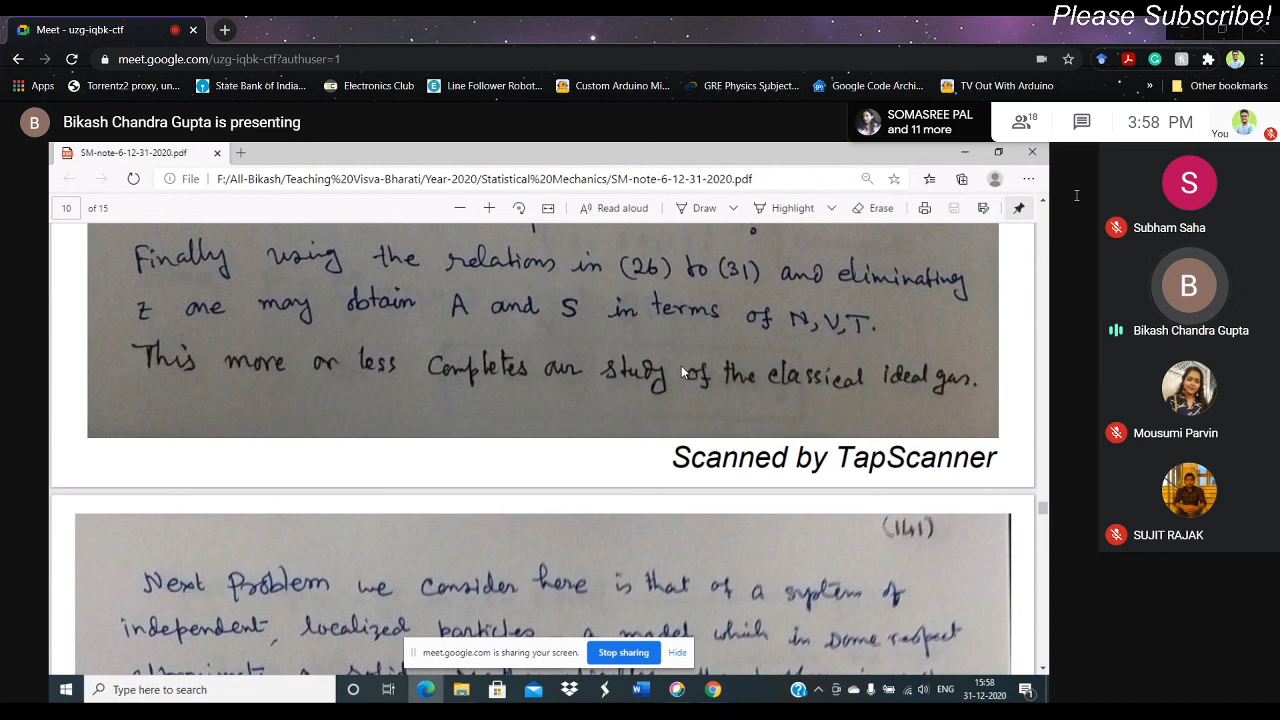 Please Subscribe!
Meet - uzg-iqbk-ctf
meet.google.com/uzg-iqbk-ctf?authuser=1
Apps Torrentz2 proxy, un... State Bank of India... Electronics Club Line Follower Robot... Custom Arduino Mi... GRE Physics Subject... Google Code Archi... TV Out With Arduino » Other bookmarks
B Bikash Chandra Gupta is presenting
SOMASREE PAL
and 11 more
18
3:58 PM
You
SM-note-6-12-31-2020.pdf
File F:/All-Bikash/Teaching%20Visva-Bharati/Year-2020/Statistical%20Mechanics/SM-note-6-12-31-2020.pdf
10 of 15 Read aloud Draw Highlight Erase
Finally using the relations in (26) to (31) and eliminating
z one may obtain A and S in terms of N, V, T.
This more or less completes our study of the classical ideal gas.
Scanned by TapScanner
(141)
Next problem we consider here is that of a system of
independent, localized particles a model which in some respect
meet.google.com is sharing your screen. Stop sharing Hide
S
Subham Saha
B
Bikash Chandra Gupta
Mousumi Parvin
SUJIT RAJAK
Type here to search
ENG
15:58
31-12-2020